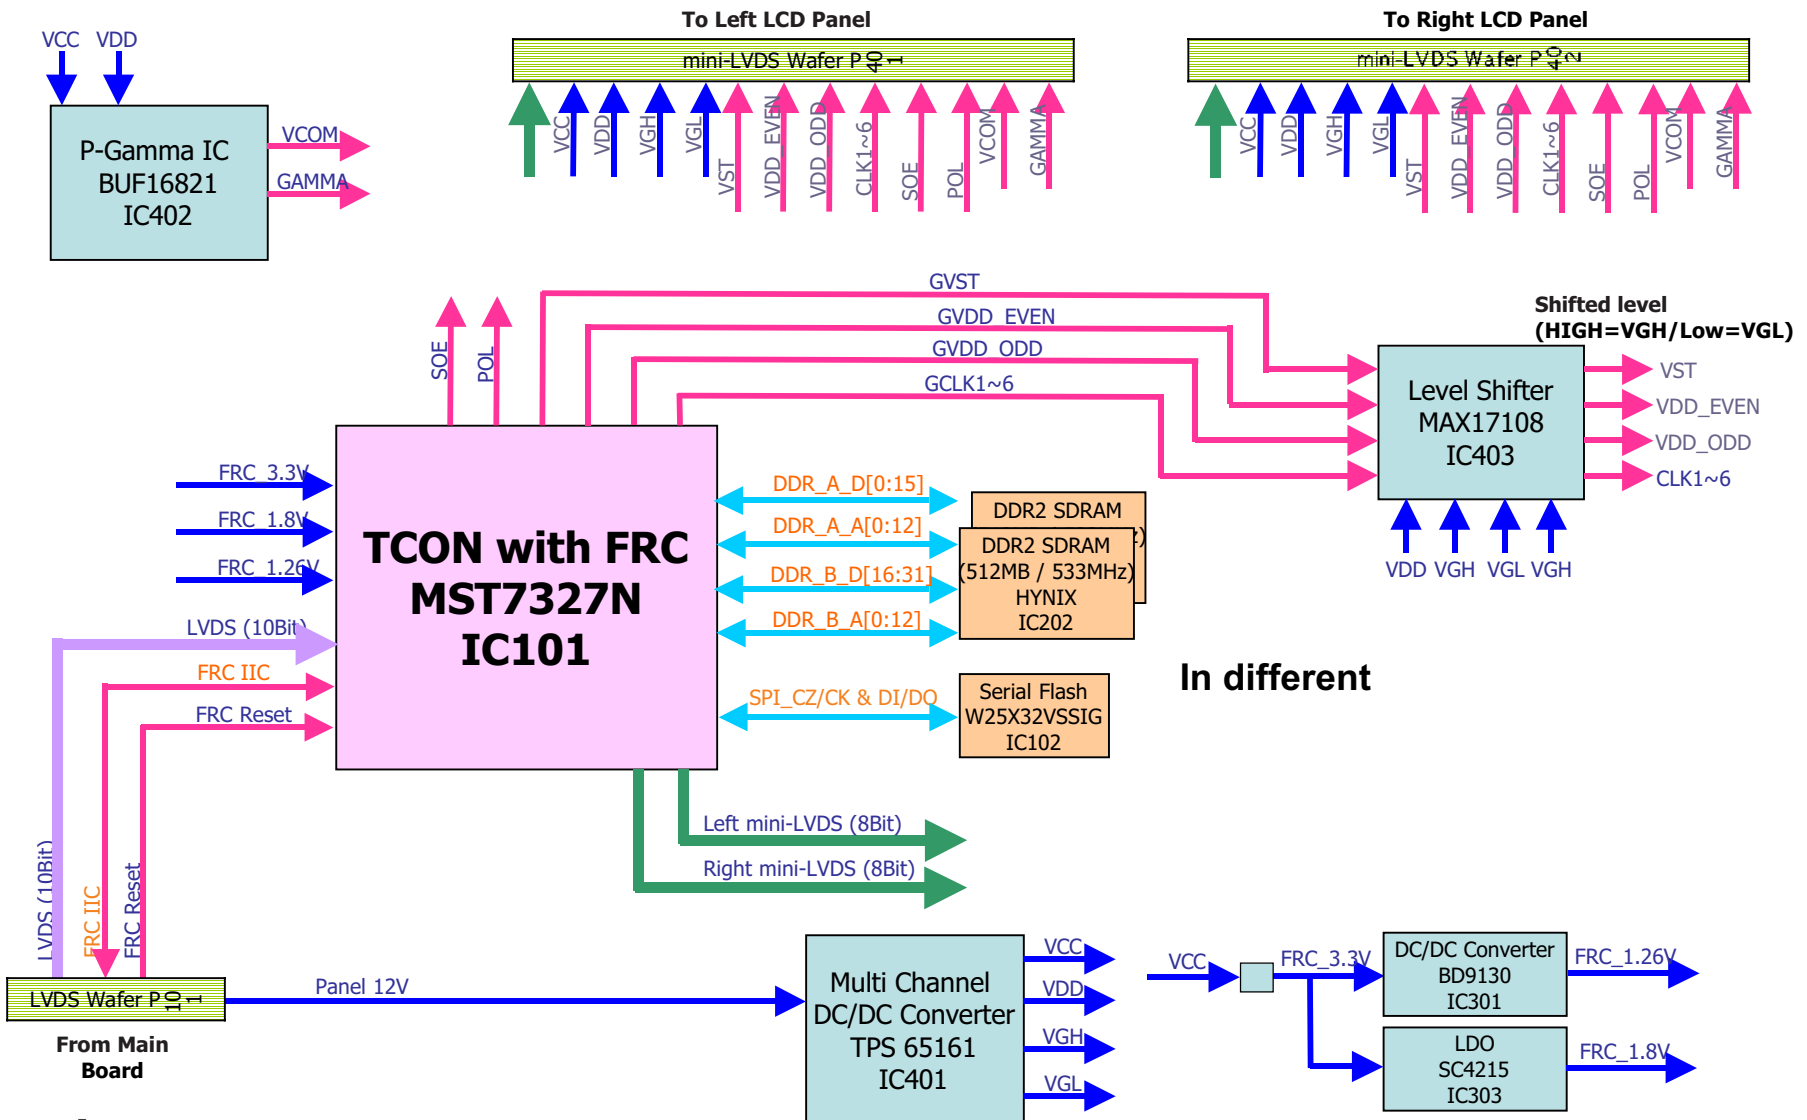 To Left LCD Panel
To Right LCD Panel
mini-LVDS Wafer P401
mini-LVDS Wafer P402
VCC VDD
P-Gamma IC
BUF16821
IC402
VCOM
GAMMA
VCC
VDD
VGH
VGL
VST
VDD_EVEN
VDD_ODD
CLK1~6
SOE
POL
VCOM
GAMMA
VCC
VDD
VGH
VGL
VST
VDD_EVEN
VDD_ODD
CLK1~6
SOE
POL
VCOM
GAMMA
SOE
POL
GVST
GVDD_EVEN
GVDD_ODD
GCLK1~6
Shifted level
(HIGH=VGH/Low=VGL)
Level Shifter
MAX17108
IC403
VST
VDD_EVEN
VDD_ODD
CLK1~6
VDD VGH VGL VGH
FRC_3.3V
FRC_1.8V
FRC_1.26V
LVDS (10Bit)
FRC IIC
FRC Reset
TCON with FRC
MST7327N
IC101
DDR_A_D[0:15]
DDR_A_A[0:12]
DDR_B_D[16:31]
DDR_B_A[0:12]
DDR2 SDRAM
DDR2 SDRAM
(512MB / 533MHz)
HYNIX
IC202
SPI_CZ/CK & DI/DO
Serial Flash
W25X32VSSIG
IC102
In different
Left mini-LVDS (8Bit)
Right mini-LVDS (8Bit)
LVDS (10Bit)
FRC IIC
FRC Reset
LVDS Wafer P101
From Main
Board
Panel 12V
Multi Channel
DC/DC Converter
TPS 65161
IC401
VCC
VDD
VGH
VGL
VCC
FRC_3.3V
DC/DC Converter
BD9130
IC301
FRC_1.26V
LDO
SC4215
IC303
FRC_1.8V